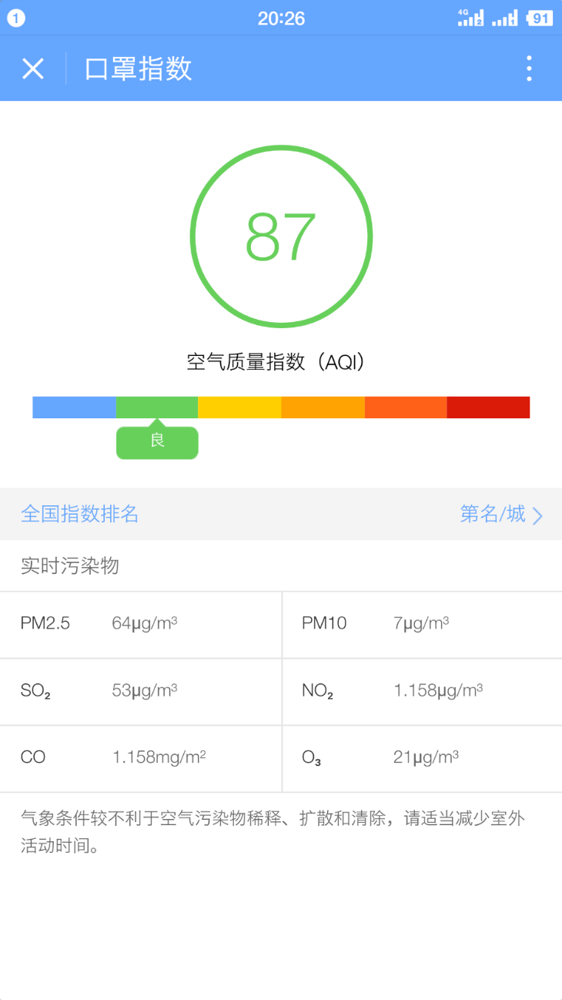 1 20:26 4G 2 ! 91
口罩指数
87
空气质量指数（AQI）
良
全国指数排名 第名/城
实时污染物
PM2.5 64μg/m³ PM10 7μg/m³
SO₂ 53μg/m³ NO₂ 1.158μg/m³
CO 1.158mg/m² O₃ 21μg/m³
气象条件较不利于空气污染物稀释、扩散和清除，请适当减少室外
活动时间。